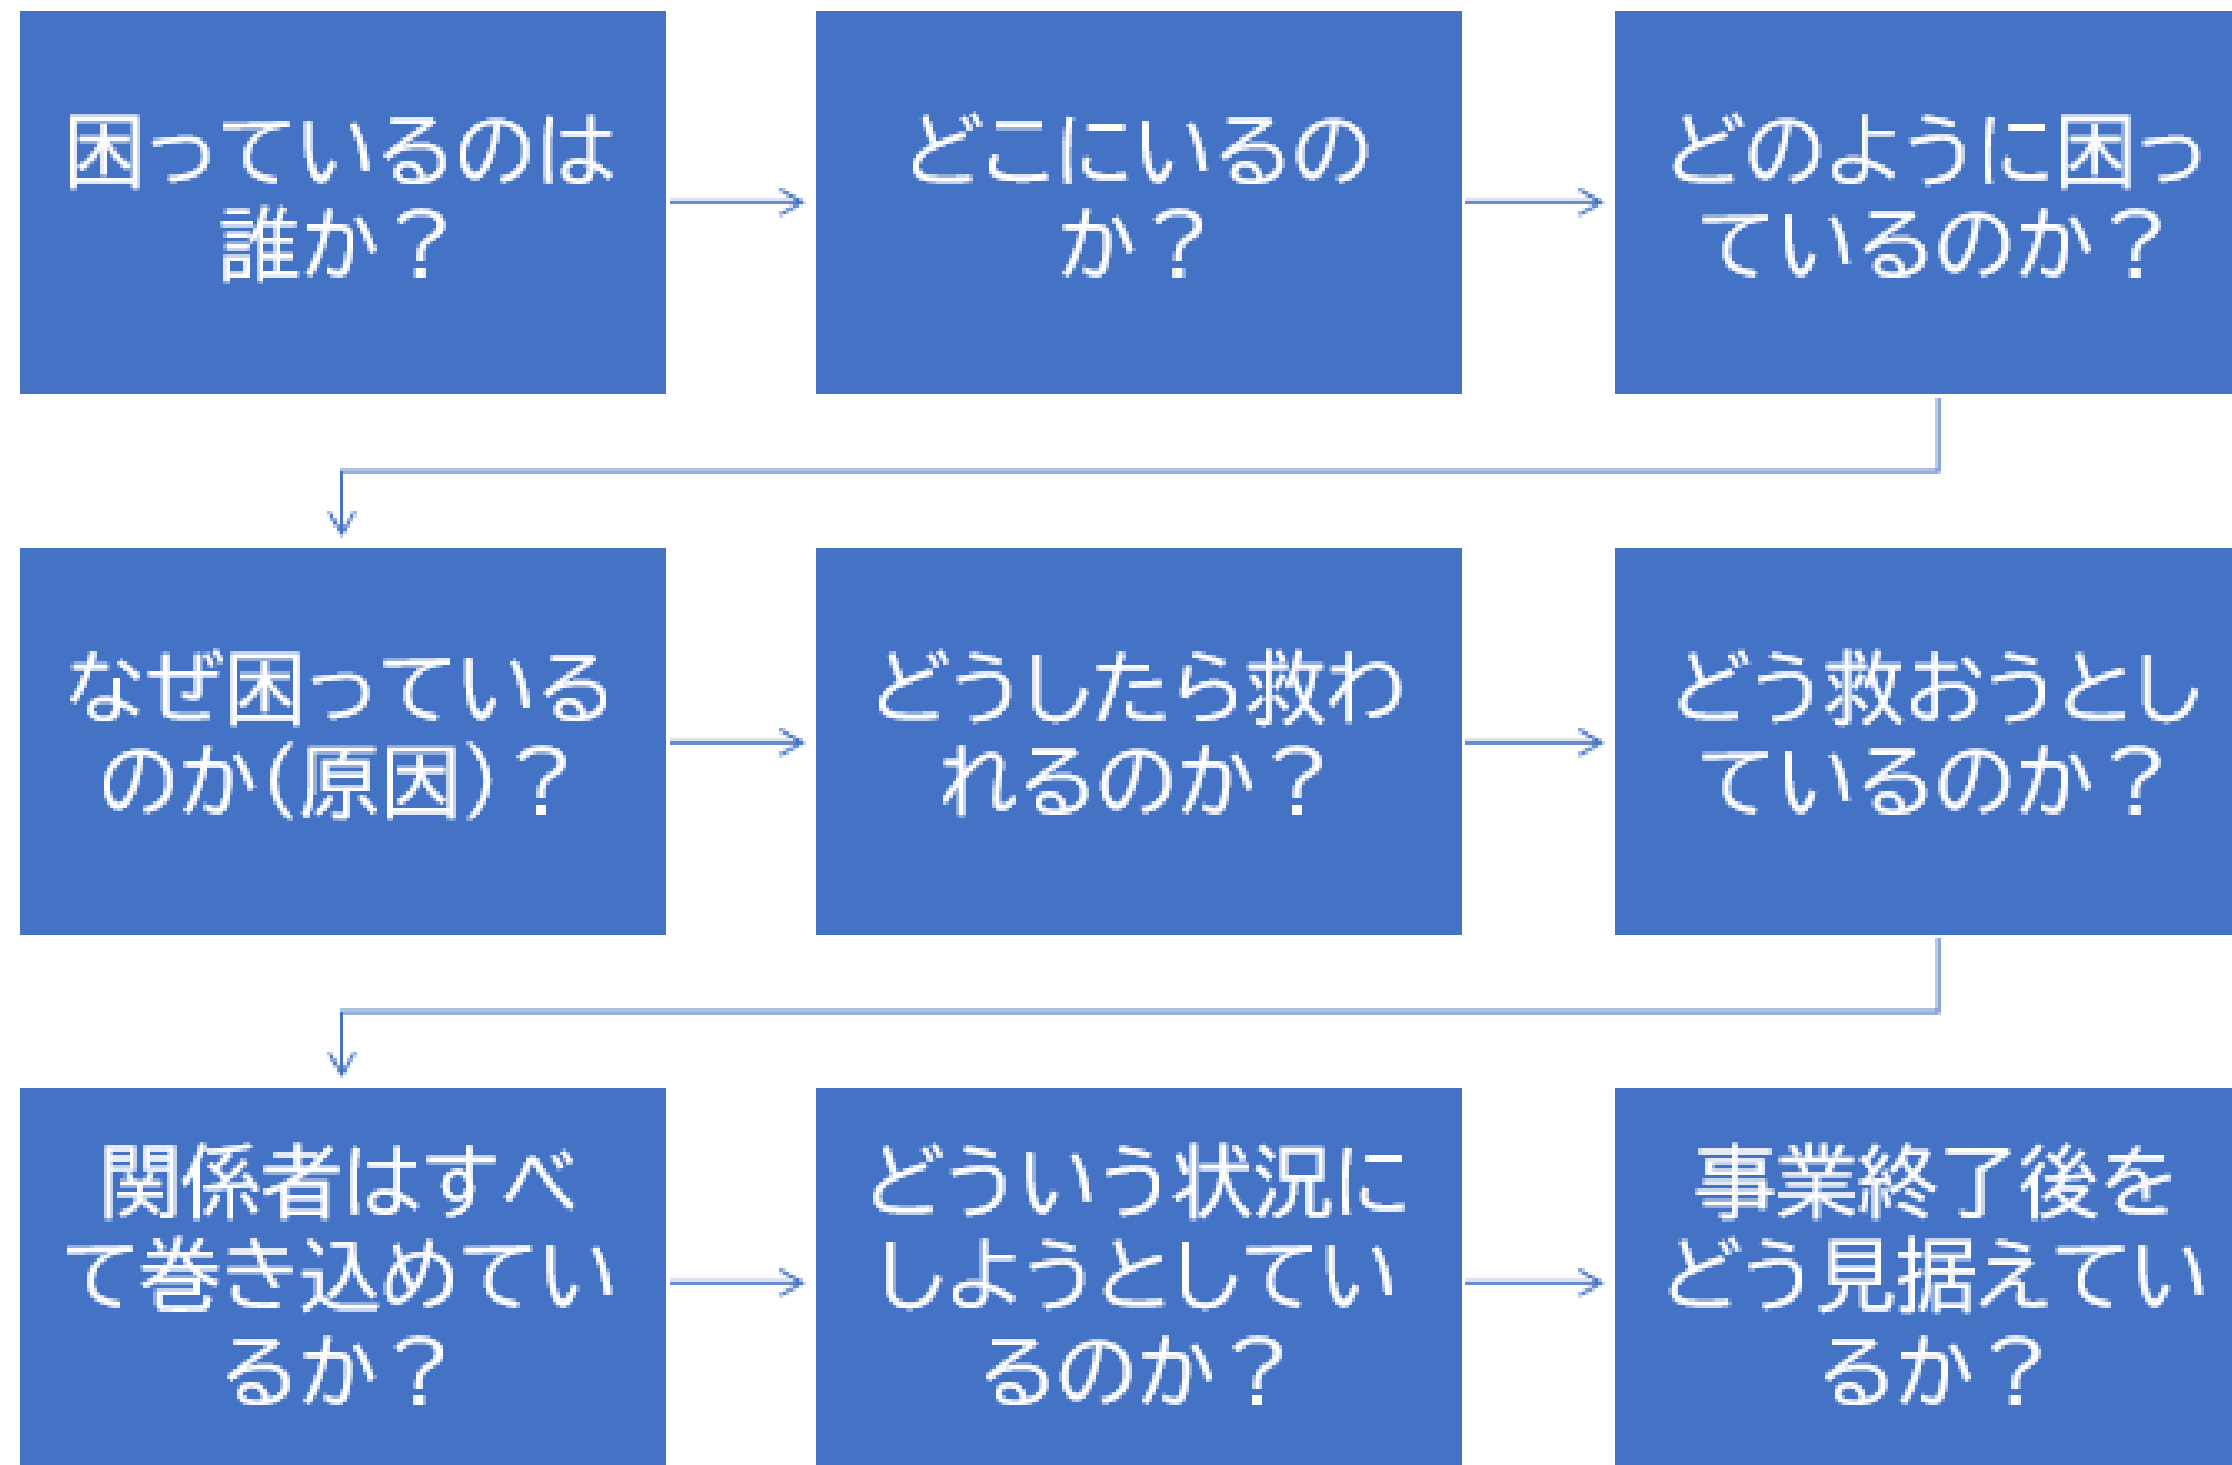 困っているのは
誰か？
どこにいるの
か？
どのように困っ
ているのか？
なぜ困っている
のか(原因)？
どうしたら救わ
れるのか？
どう救おうとし
ているのか？
関係者はすべ
て巻き込めてい
るか？
どういう状況に
しようとしてい
るのか？
事業終了後を
どう見据えてい
るか？